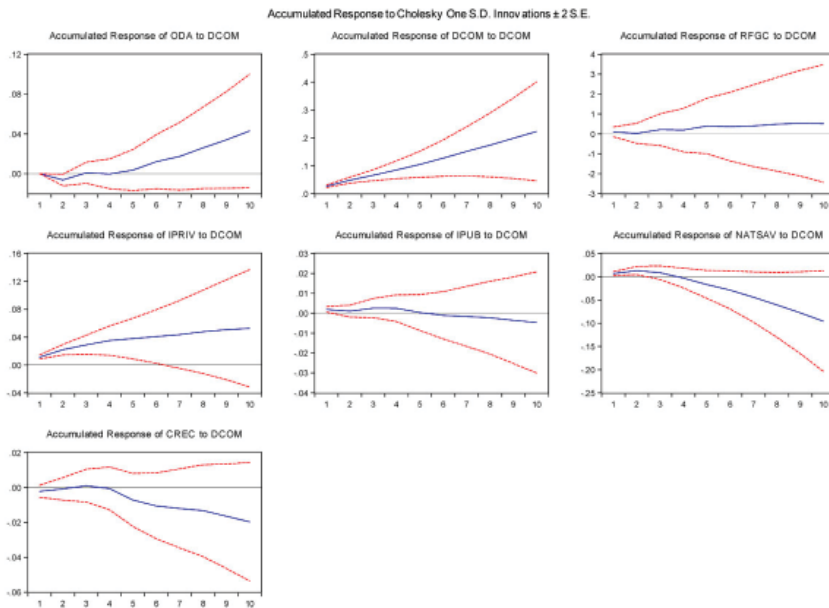 Accumulated Response to Cholesky One S.D. Innovations ± 2 S.E.
Accumulated Response of ODA to DCOM
.12
.08
.04
.00
1 2 3 4 5 6 7 8 9 10
Accumulated Response of DCOM to DCOM
.5
.4
.3
.2
.1
.0
1 2 3 4 5 6 7 8 9 10
Accumulated Response of RFGC to DCOM
4
3
2
1
0
-1
-2
-3
1 2 3 4 5 6 7 8 9 10
Accumulated Response of IPRIV to DCOM
.16
.12
.08
.04
.00
-.04
1 2 3 4 5 6 7 8 9 10
Accumulated Response of IPUB to DCOM
.03
.02
.01
.00
-.01
-.02
-.03
-.04
1 2 3 4 5 6 7 8 9 10
Accumulated Response of NATSAV to DCOM
.05
.00
-.05
-.10
-.15
-.20
-.25
1 2 3 4 5 6 7 8 9 10
Accumulated Response of CREC to DCOM
.02
.00
-.02
-.04
-.06
1 2 3 4 5 6 7 8 9 10